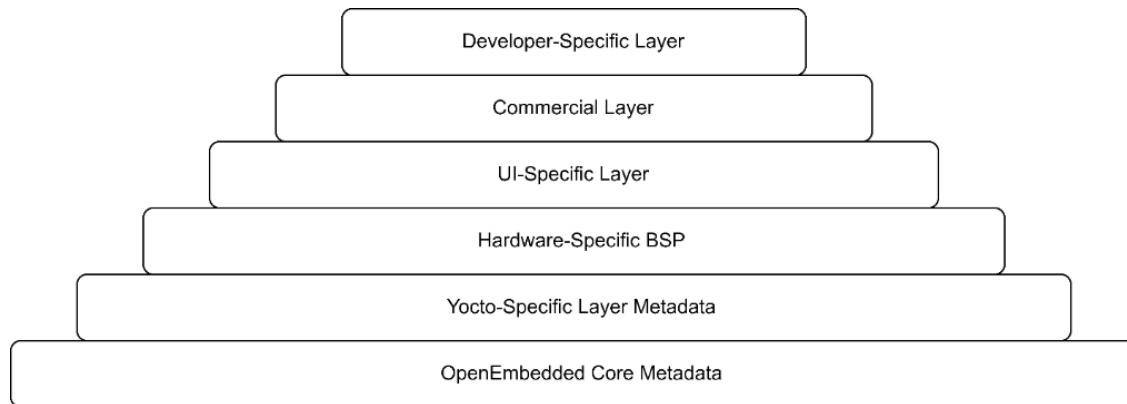 Developer-Specific Layer
Commercial Layer
UI-Specific Layer
Hardware-Specific BSP
Yocto-Specific Layer Metadata
OpenEmbedded Core Metadata